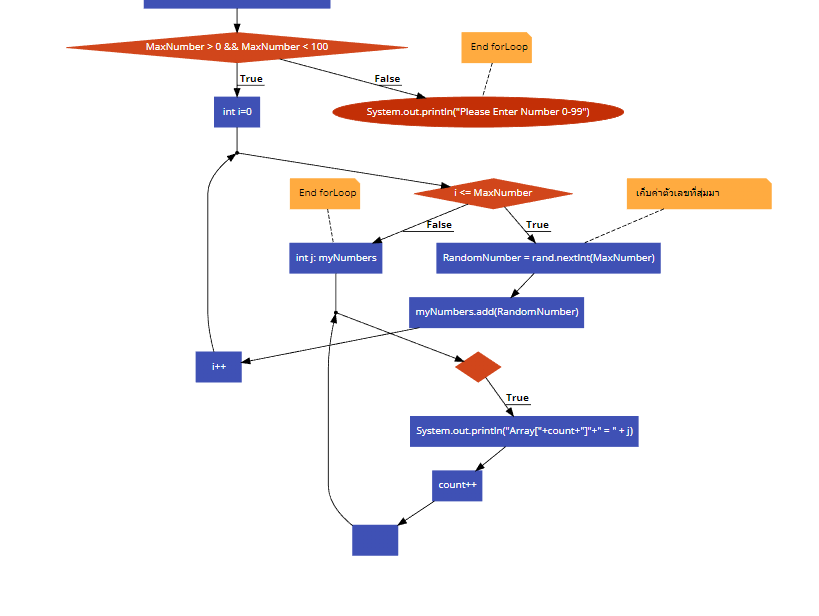 MaxNumber > 0 && MaxNumber < 100
End forLoop
True
False
int i=0
System.out.println("Please Enter Number 0-99")
End forLoop
i <= MaxNumber
เก็บค่าตัวเลขที่สุ่มมา
False
True
int j: myNumbers
RandomNumber = rand.nextInt(MaxNumber)
myNumbers.add(RandomNumber)
i++
True
System.out.println("Array["+count+"]"+" = " + j)
count++